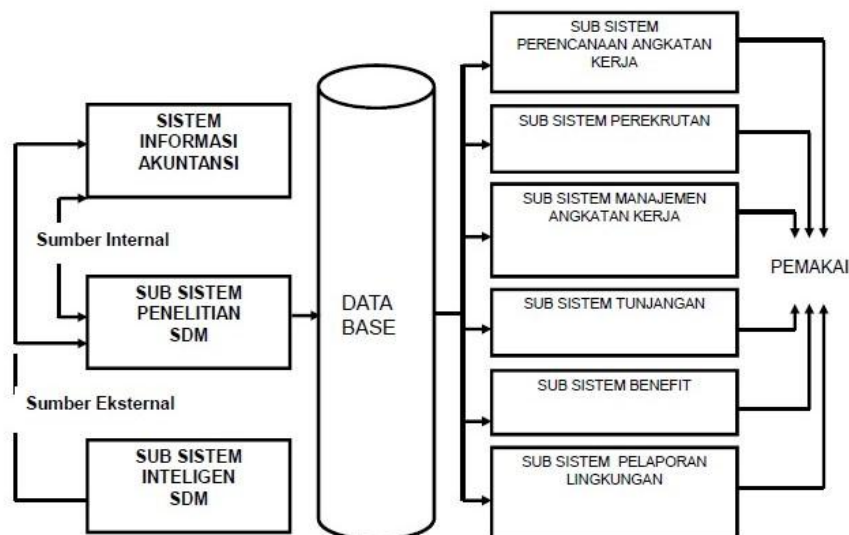 SISTEM
INFORMASI
AKUNTANSI
Sumber Internal
SUB SISTEM
PENELITIAN
SDM
Sumber Eksternal
SUB SISTEM
INTELIGEN
SDM
DATA
BASE
SUB SISTEM
PERENCANAAN ANGKATAN
KERJA
SUB SISTEM PEREKRUTAN
SUB SISTEM MANAJEMEN
ANGKATAN KERJA
SUB SISTEM TUNJANGAN
SUB SISTEM BENEFIT
SUB SISTEM PELAPORAN
LINGKUNGAN
PEMAKAI